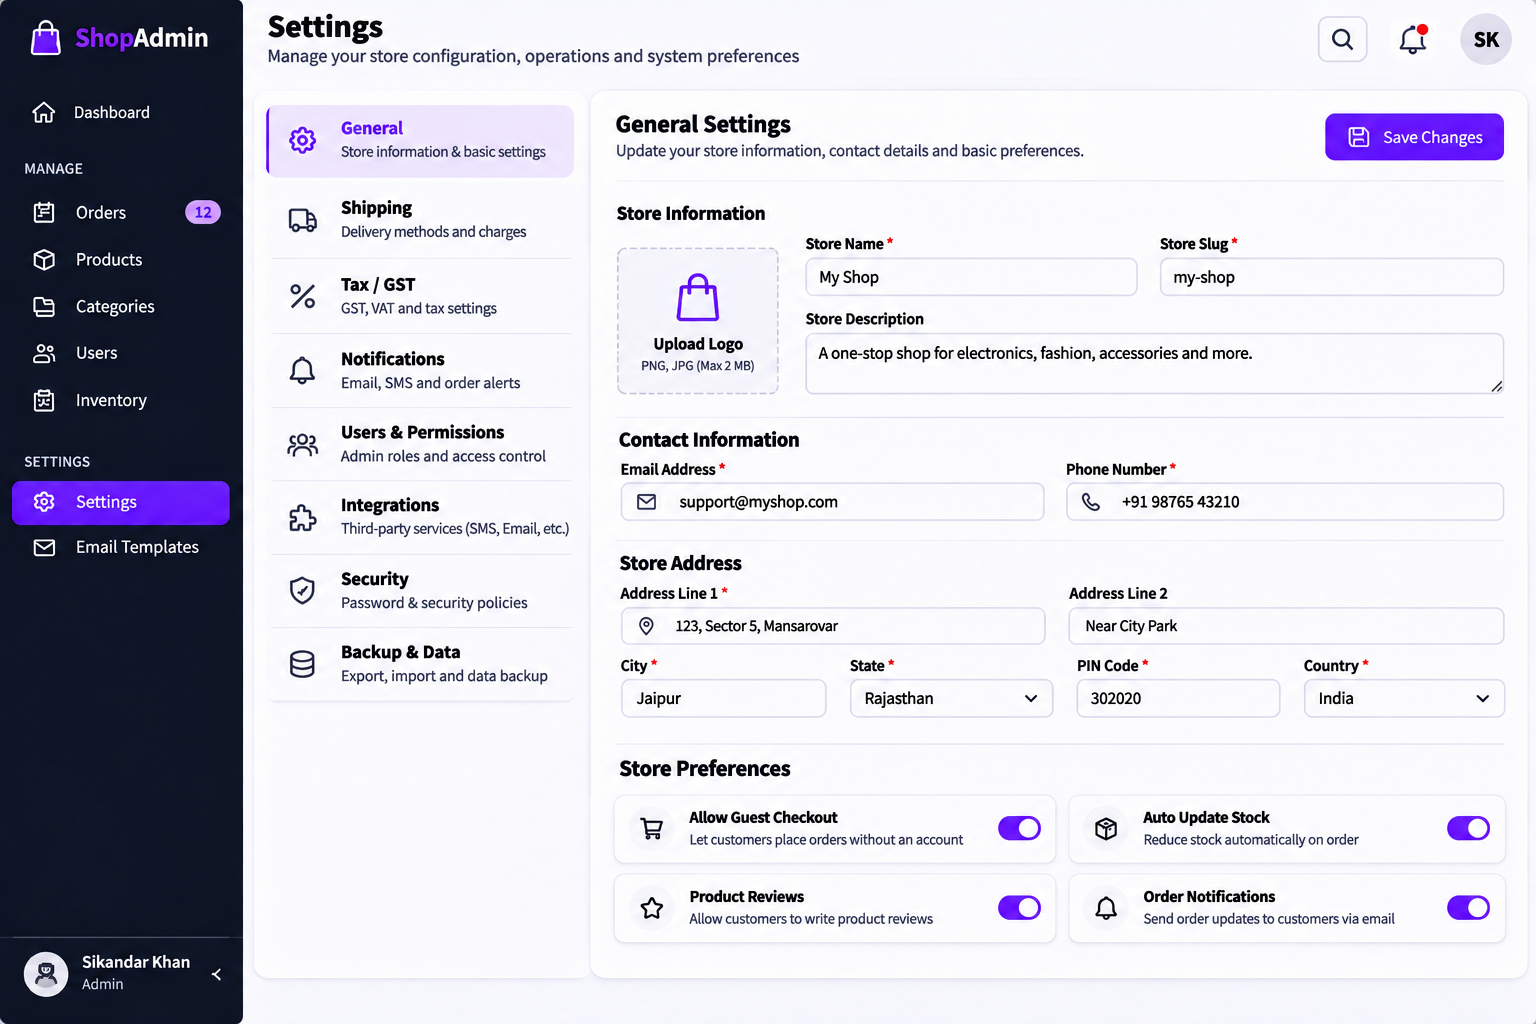 ShopAdmin
Dashboard
MANAGE
Orders 12
Products
Categories
Users
Inventory
SETTINGS
Settings
Email Templates
Sikandar Khan
Admin
Settings
Manage your store configuration, operations and system preferences
SK
General
Store information & basic settings
Shipping
Delivery methods and charges
Tax / GST
GST, VAT and tax settings
Notifications
Email, SMS and order alerts
Users & Permissions
Admin roles and access control
Integrations
Third-party services (SMS, Email, etc.)
Security
Password & security policies
Backup & Data
Export, import and data backup
General Settings
Update your store information, contact details and basic preferences.
Save Changes
Store Information
Upload Logo
PNG, JPG (Max 2 MB)
Store Name *
My Shop
Store Slug *
my-shop
Store Description
A one-stop shop for electronics, fashion, accessories and more.
Contact Information
Email Address *
support@myshop.com
Phone Number *
+91 98765 43210
Store Address
Address Line 1 *
123, Sector 5, Mansarovar
Address Line 2
Near City Park
City *
Jaipur
State *
Rajasthan
PIN Code *
302020
Country *
India
Store Preferences
Allow Guest Checkout
Let customers place orders without an account
Auto Update Stock
Reduce stock automatically on order
Product Reviews
Allow customers to write product reviews
Order Notifications
Send order updates to customers via email